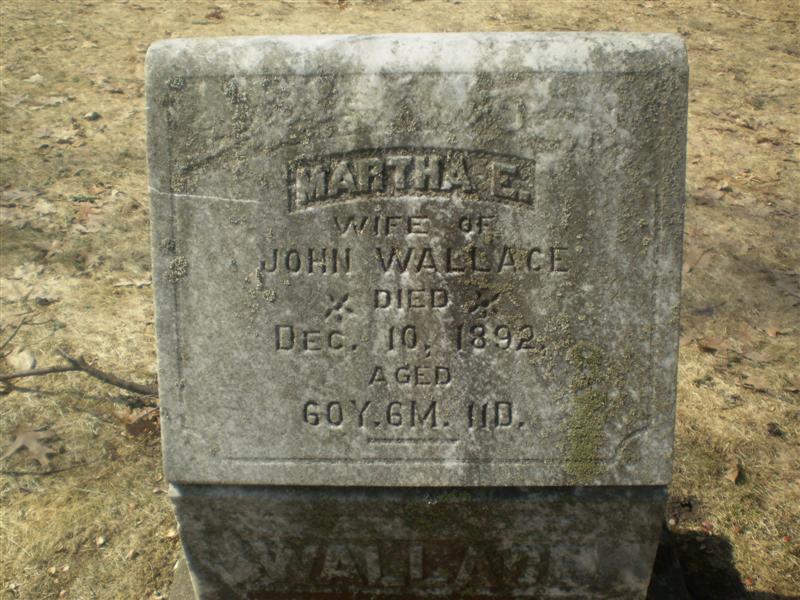 MARTHA E.
WIFE OF
JOHN WALLACE
DIED
DEC. 10, 1892.
AGED
60Y. 6M. 11D.
WALLACE